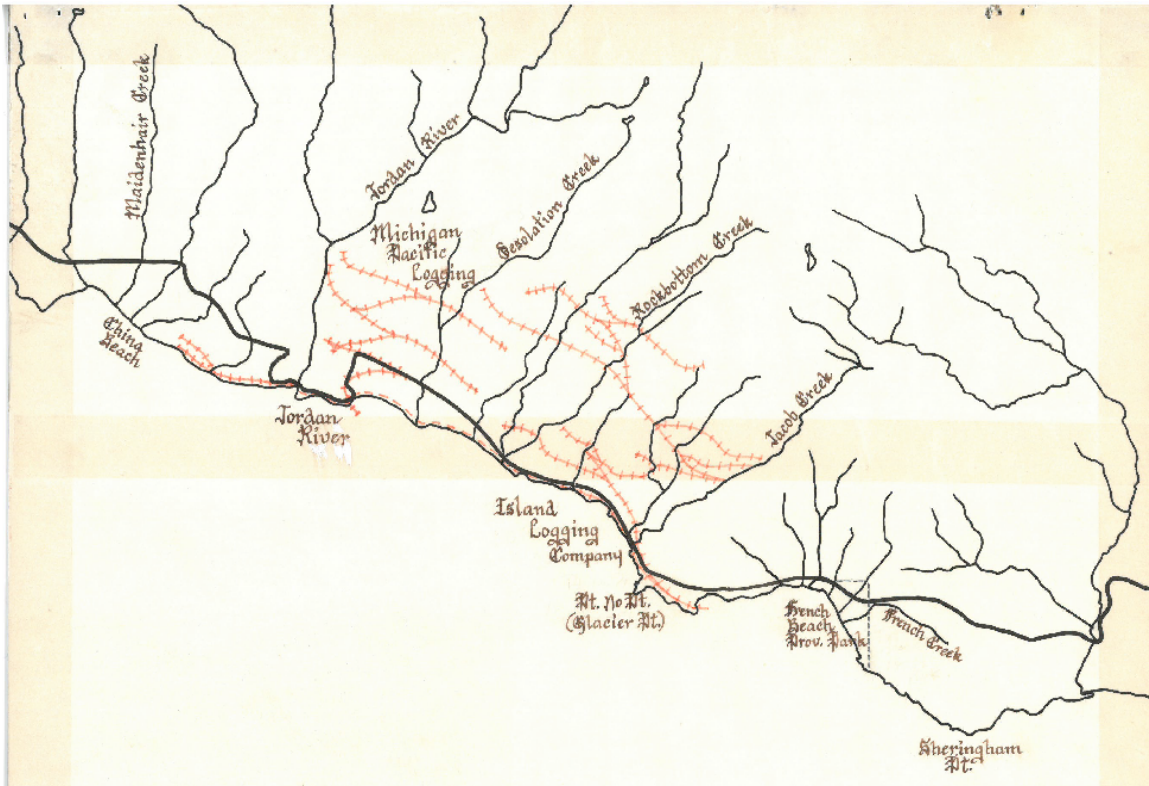 Maidenhair Creek
Jordan River
Michigan
Pacific
Logging
Desolation Creek
Rockbottom Creek
China
Beach
Jacob Creek
Jordan
River
Island
Logging
Company
Pt. No Pt.
(Glacier Pt.)
French
Beach
Prov. Park
French Creek
Sheringham
Pt.